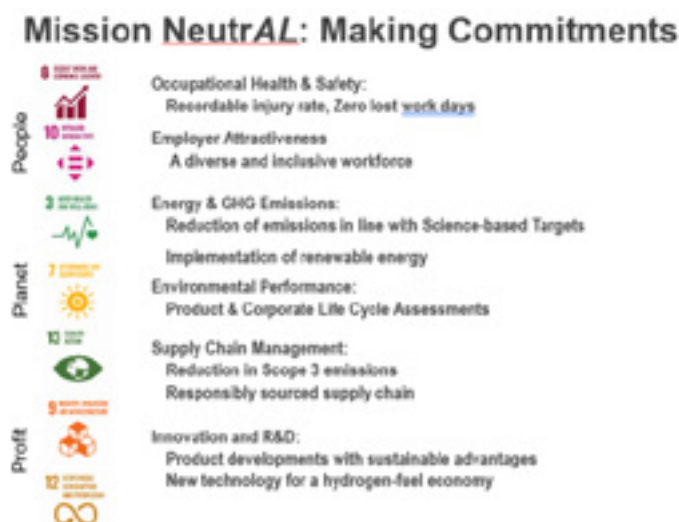 Mission NeutrAL: Making Commitments
People
8
10
Occupational Health & Safety:
Recordable injury rate, Zero lost work days
Employer Attractiveness
A diverse and inclusive workforce
Planet
3
7
13
Energy & GHG Emissions:
Reduction of emissions in line with Science-based Targets
Implementation of renewable energy
Environmental Performance:
Product & Corporate Life Cycle Assessments
Supply Chain Management:
Reduction in Scope 3 emissions
Responsibly sourced supply chain
Profit
9
12
Innovation and R&D:
Product developments with sustainable advantages
New technology for a hydrogen-fuel economy